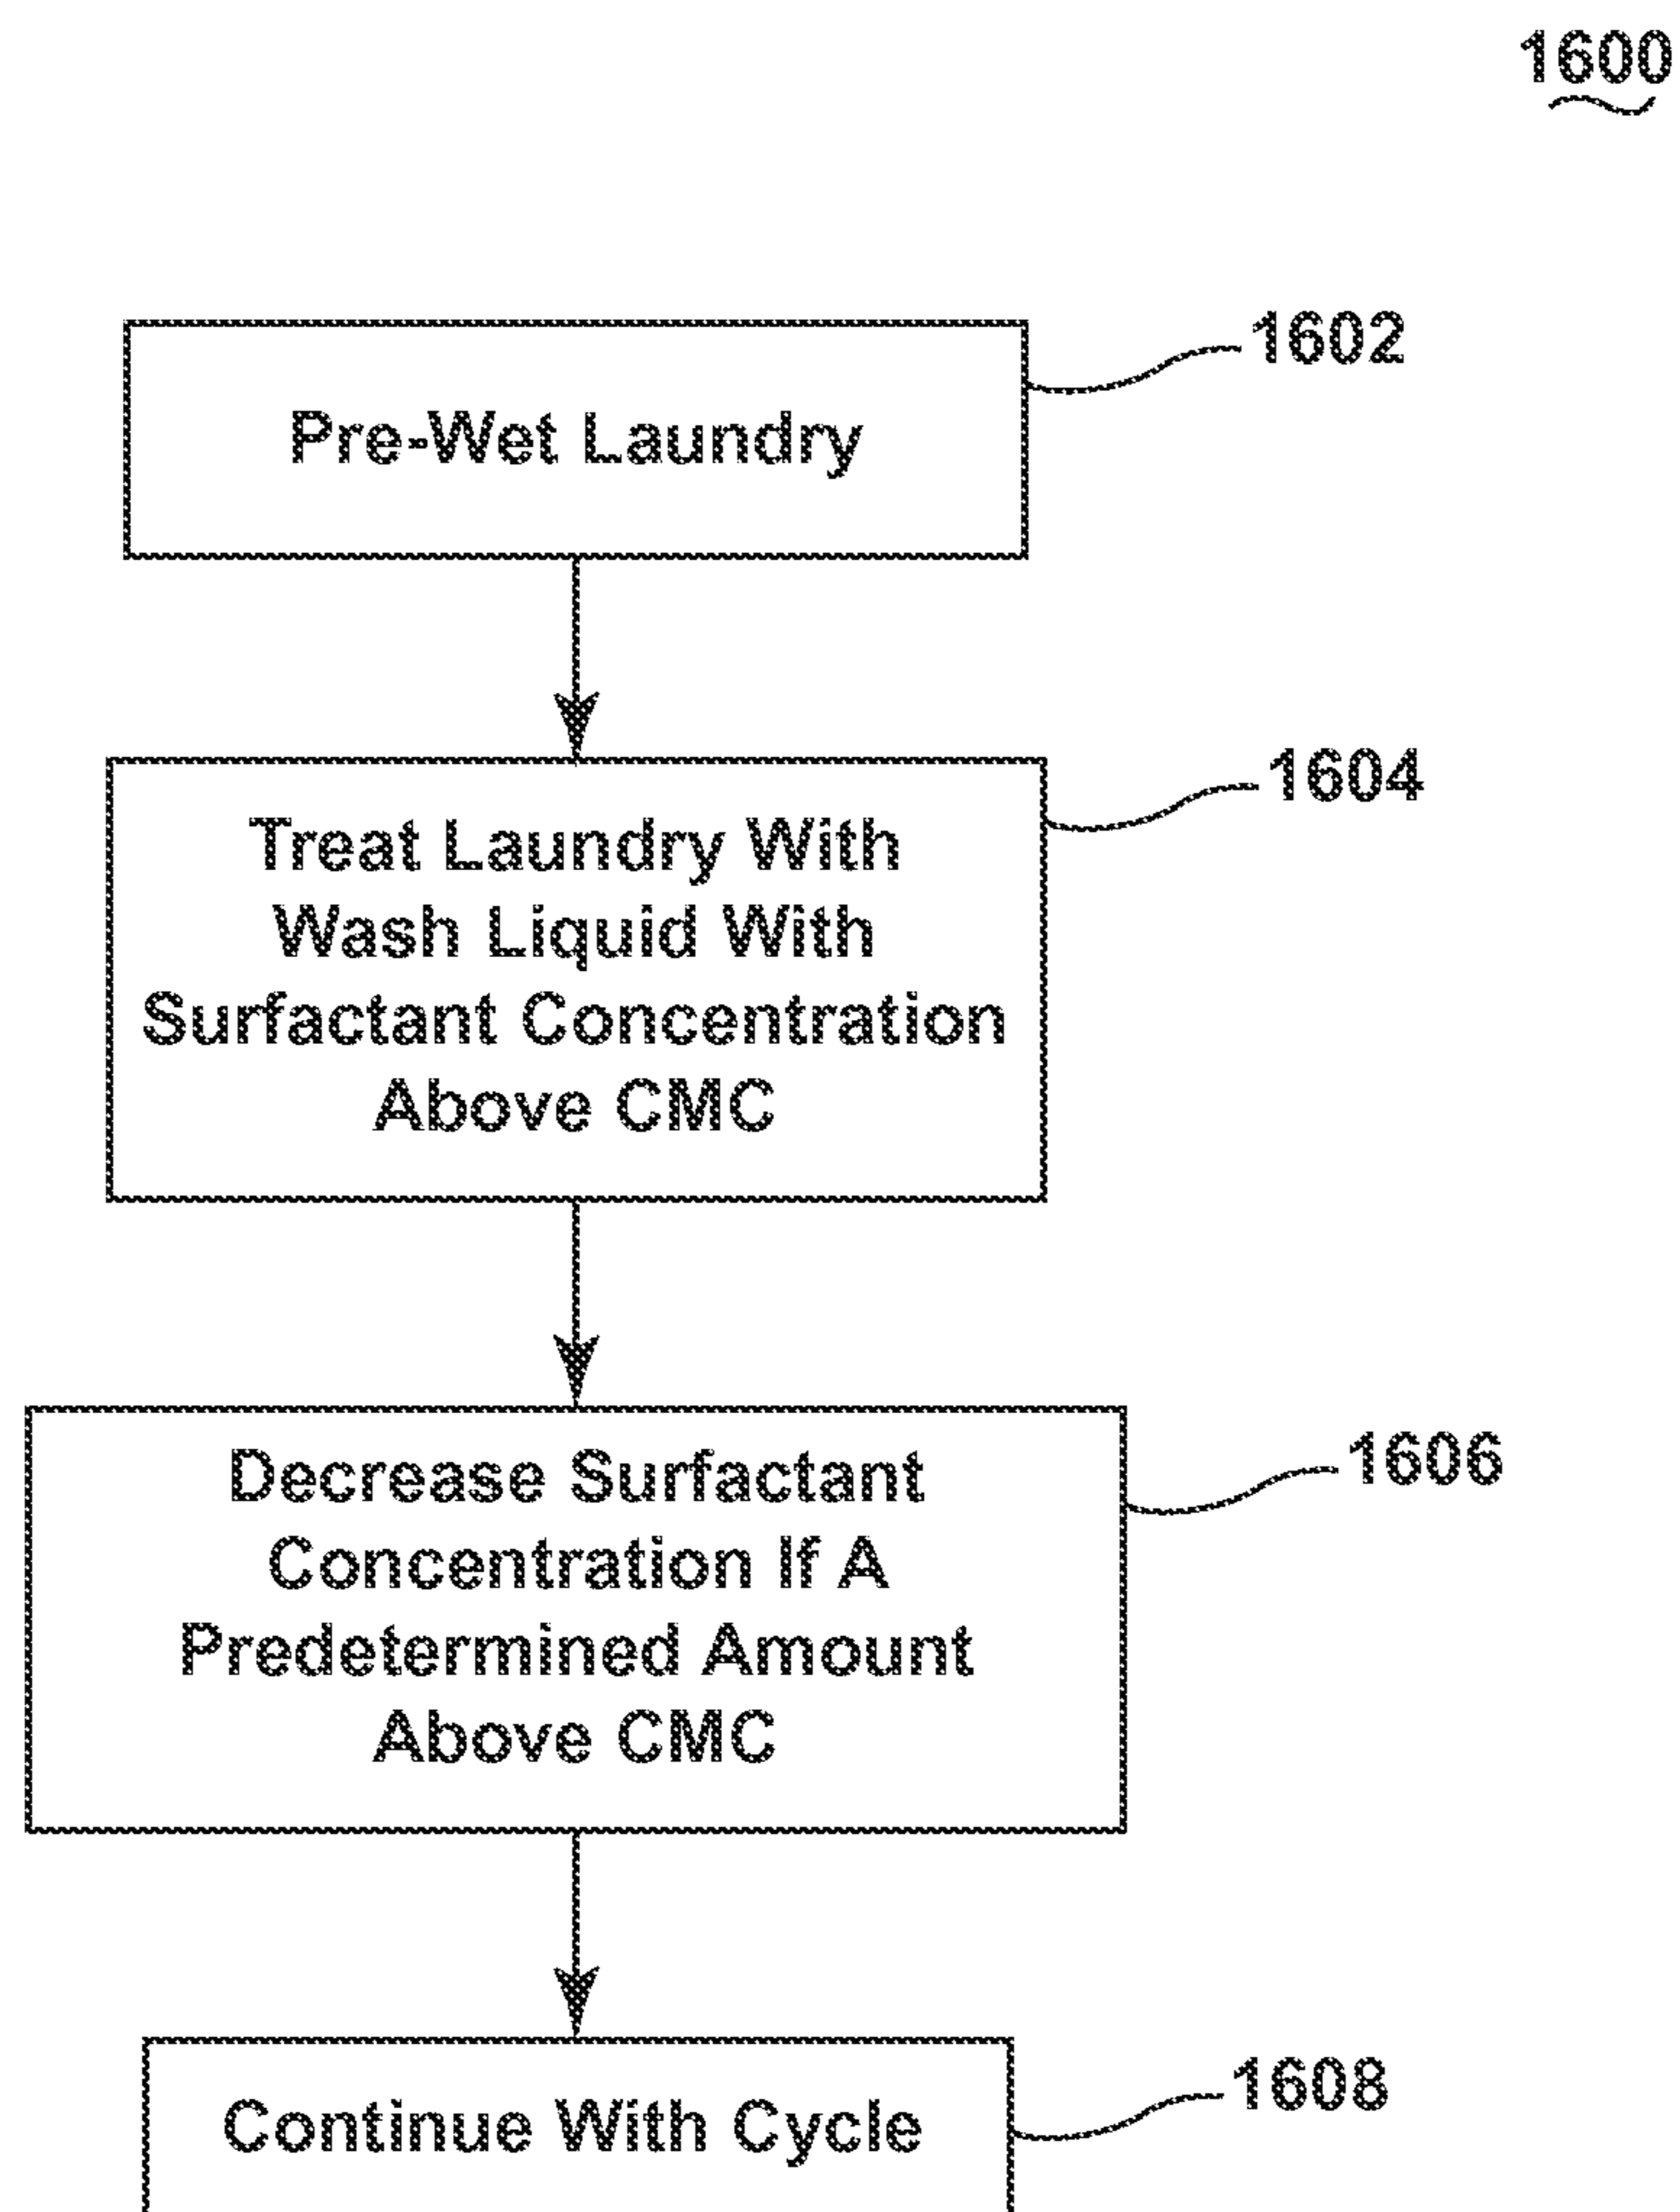 1600
Pre-Wet Laundry
1602
Treat Laundry With
Wash Liquid With
Surfactant Concentration
Above CMC
1604
Decrease Surfactant
Concentration If A
Predetermined Amount
Above CMC
1606
Continue With Cycle
1608